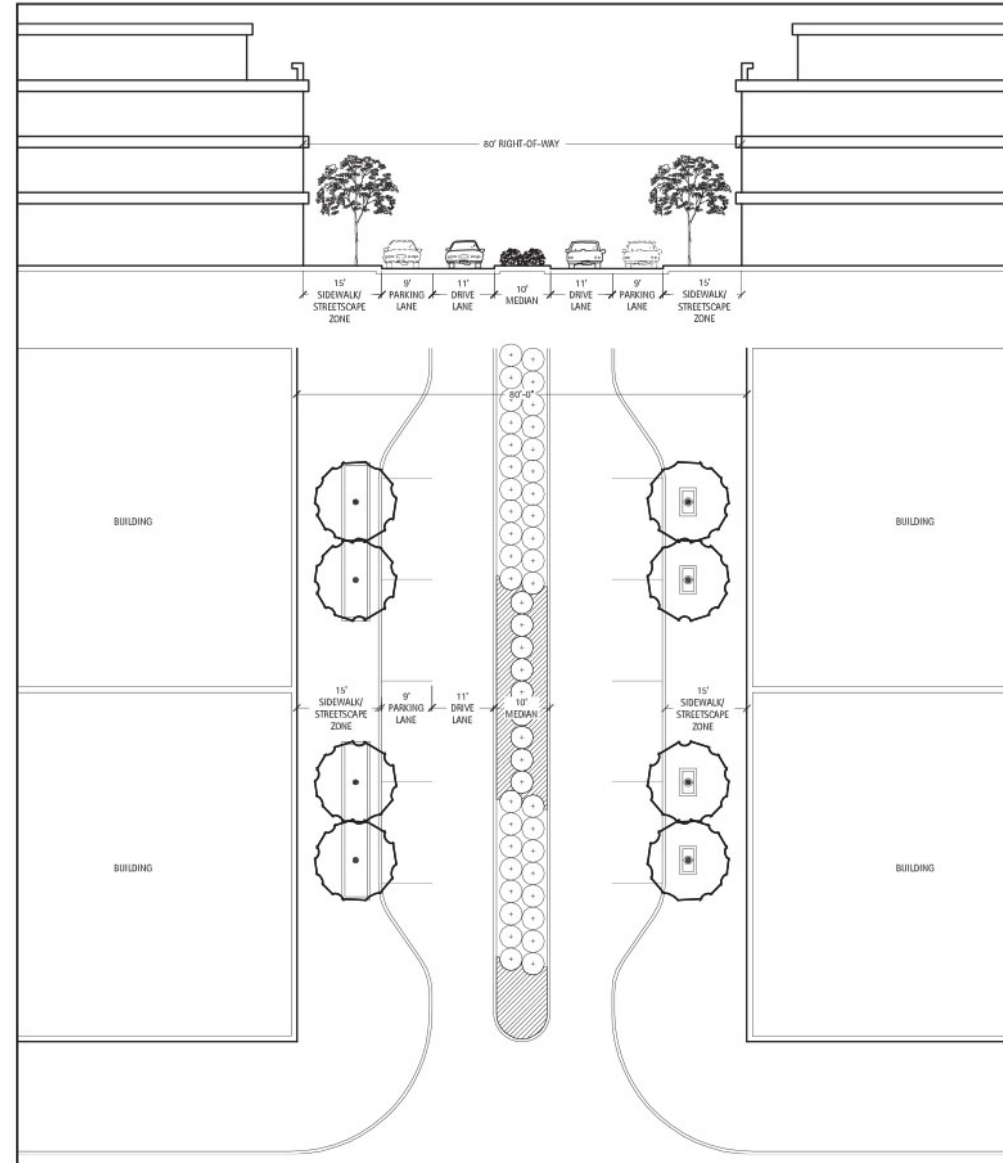 80' RIGHT-OF-WAY
15'
SIDEWALK/
STREETSCAPE
ZONE
9'
PARKING
LANE
11'
DRIVE
LANE
10'
MEDIAN
11'
DRIVE
LANE
9'
PARKING
LANE
15'
SIDEWALK/
STREETSCAPE
ZONE
80'-0"
BUILDING
BUILDING
15'
SIDEWALK/
STREETSCAPE
ZONE
9'
PARKING
LANE
11'
DRIVE
LANE
10'
MEDIAN
15'
SIDEWALK/
STREETSCAPE
ZONE
BUILDING
BUILDING